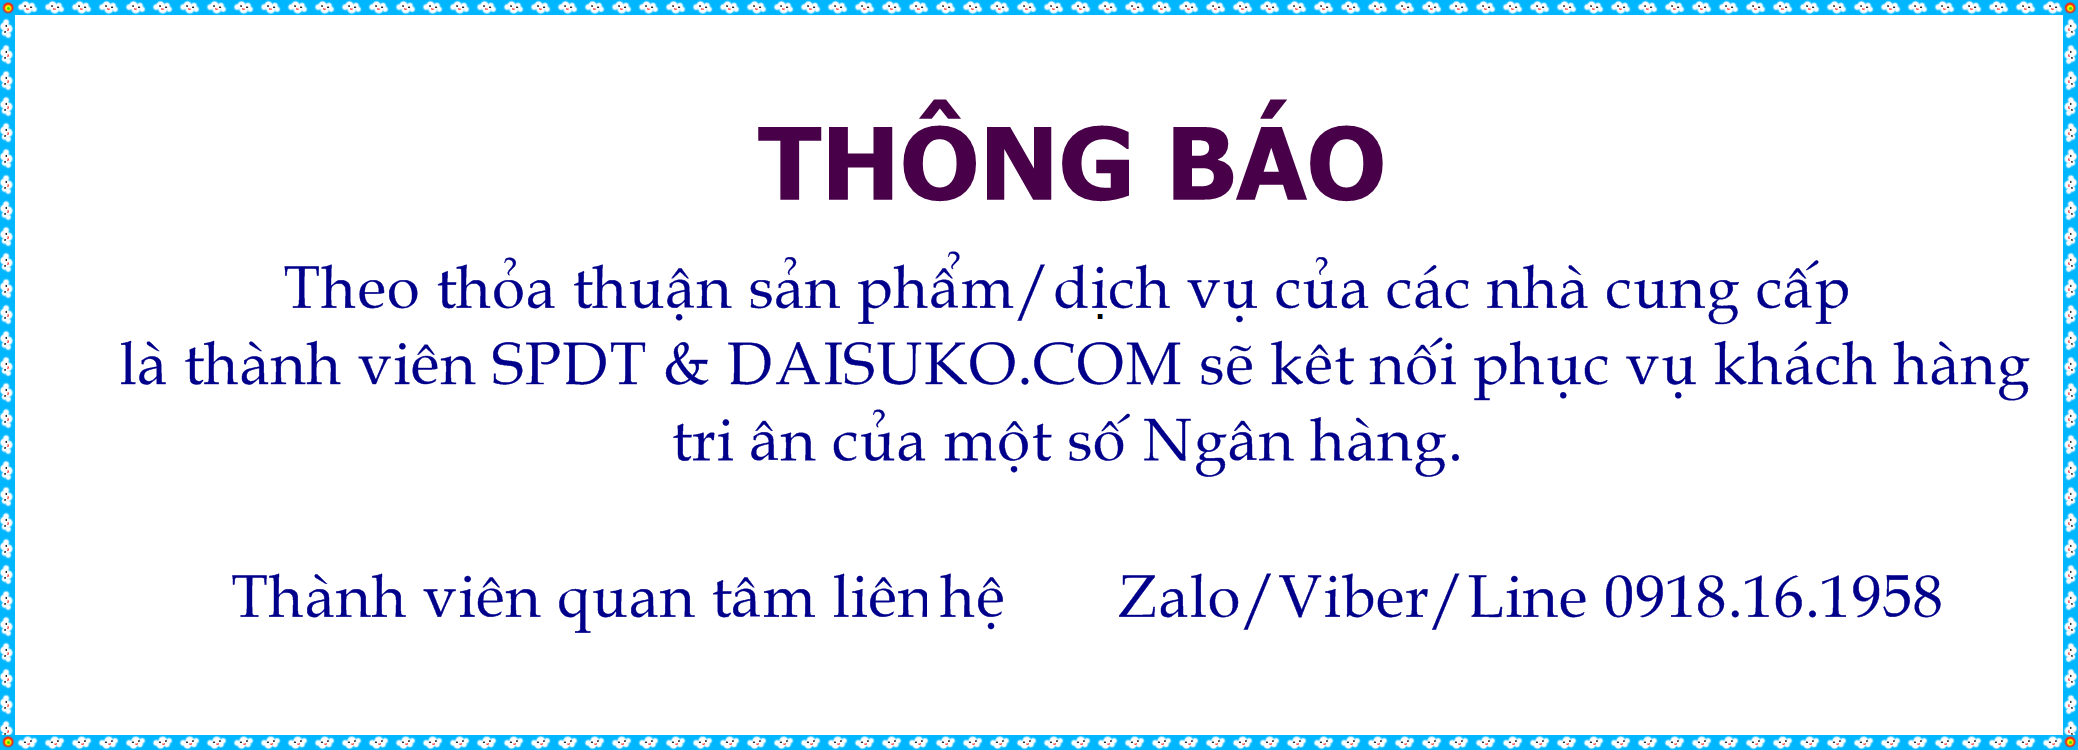 THÔNG BÁO
Theo thỏa thuận sản phẩm/dịch vụ của các nhà cung cấp
là thành viên SPDT & DAISUKO.COM sẽ kêt nối phục vụ khách hàng
tri ân của một số Ngân hàng.
Thành viên quan tâm liên hệ Zalo/Viber/Line 0918.16.1958